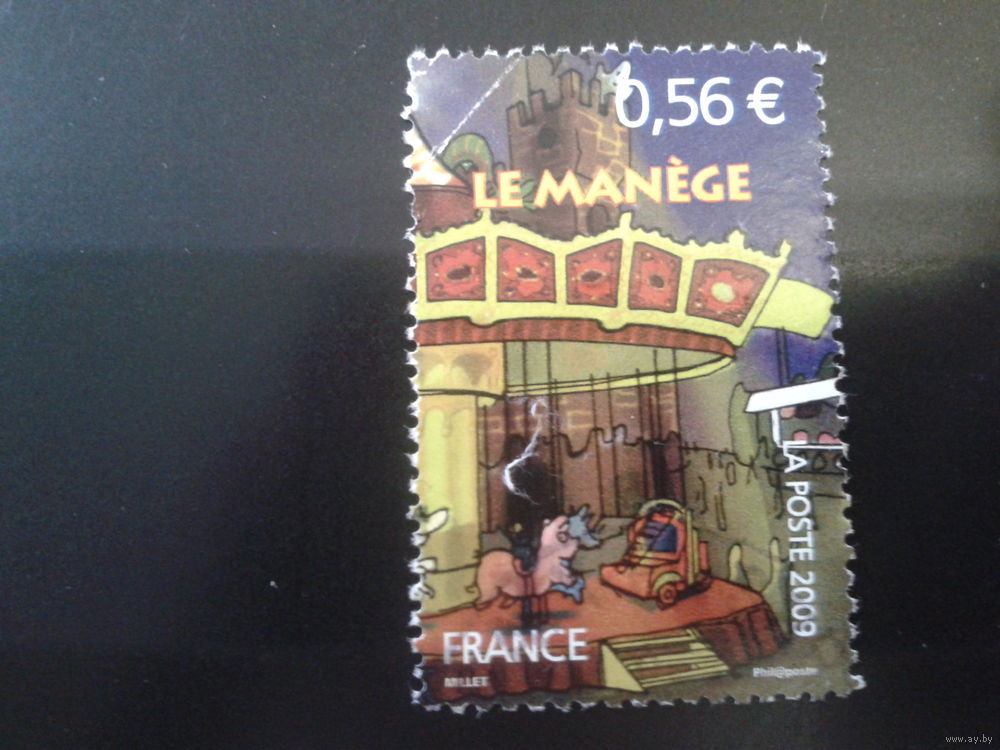 0,56 €
LE MANÈGE
LA POSTE 2009
FRANCE
MILLET
Phil@poste
www.ay.by